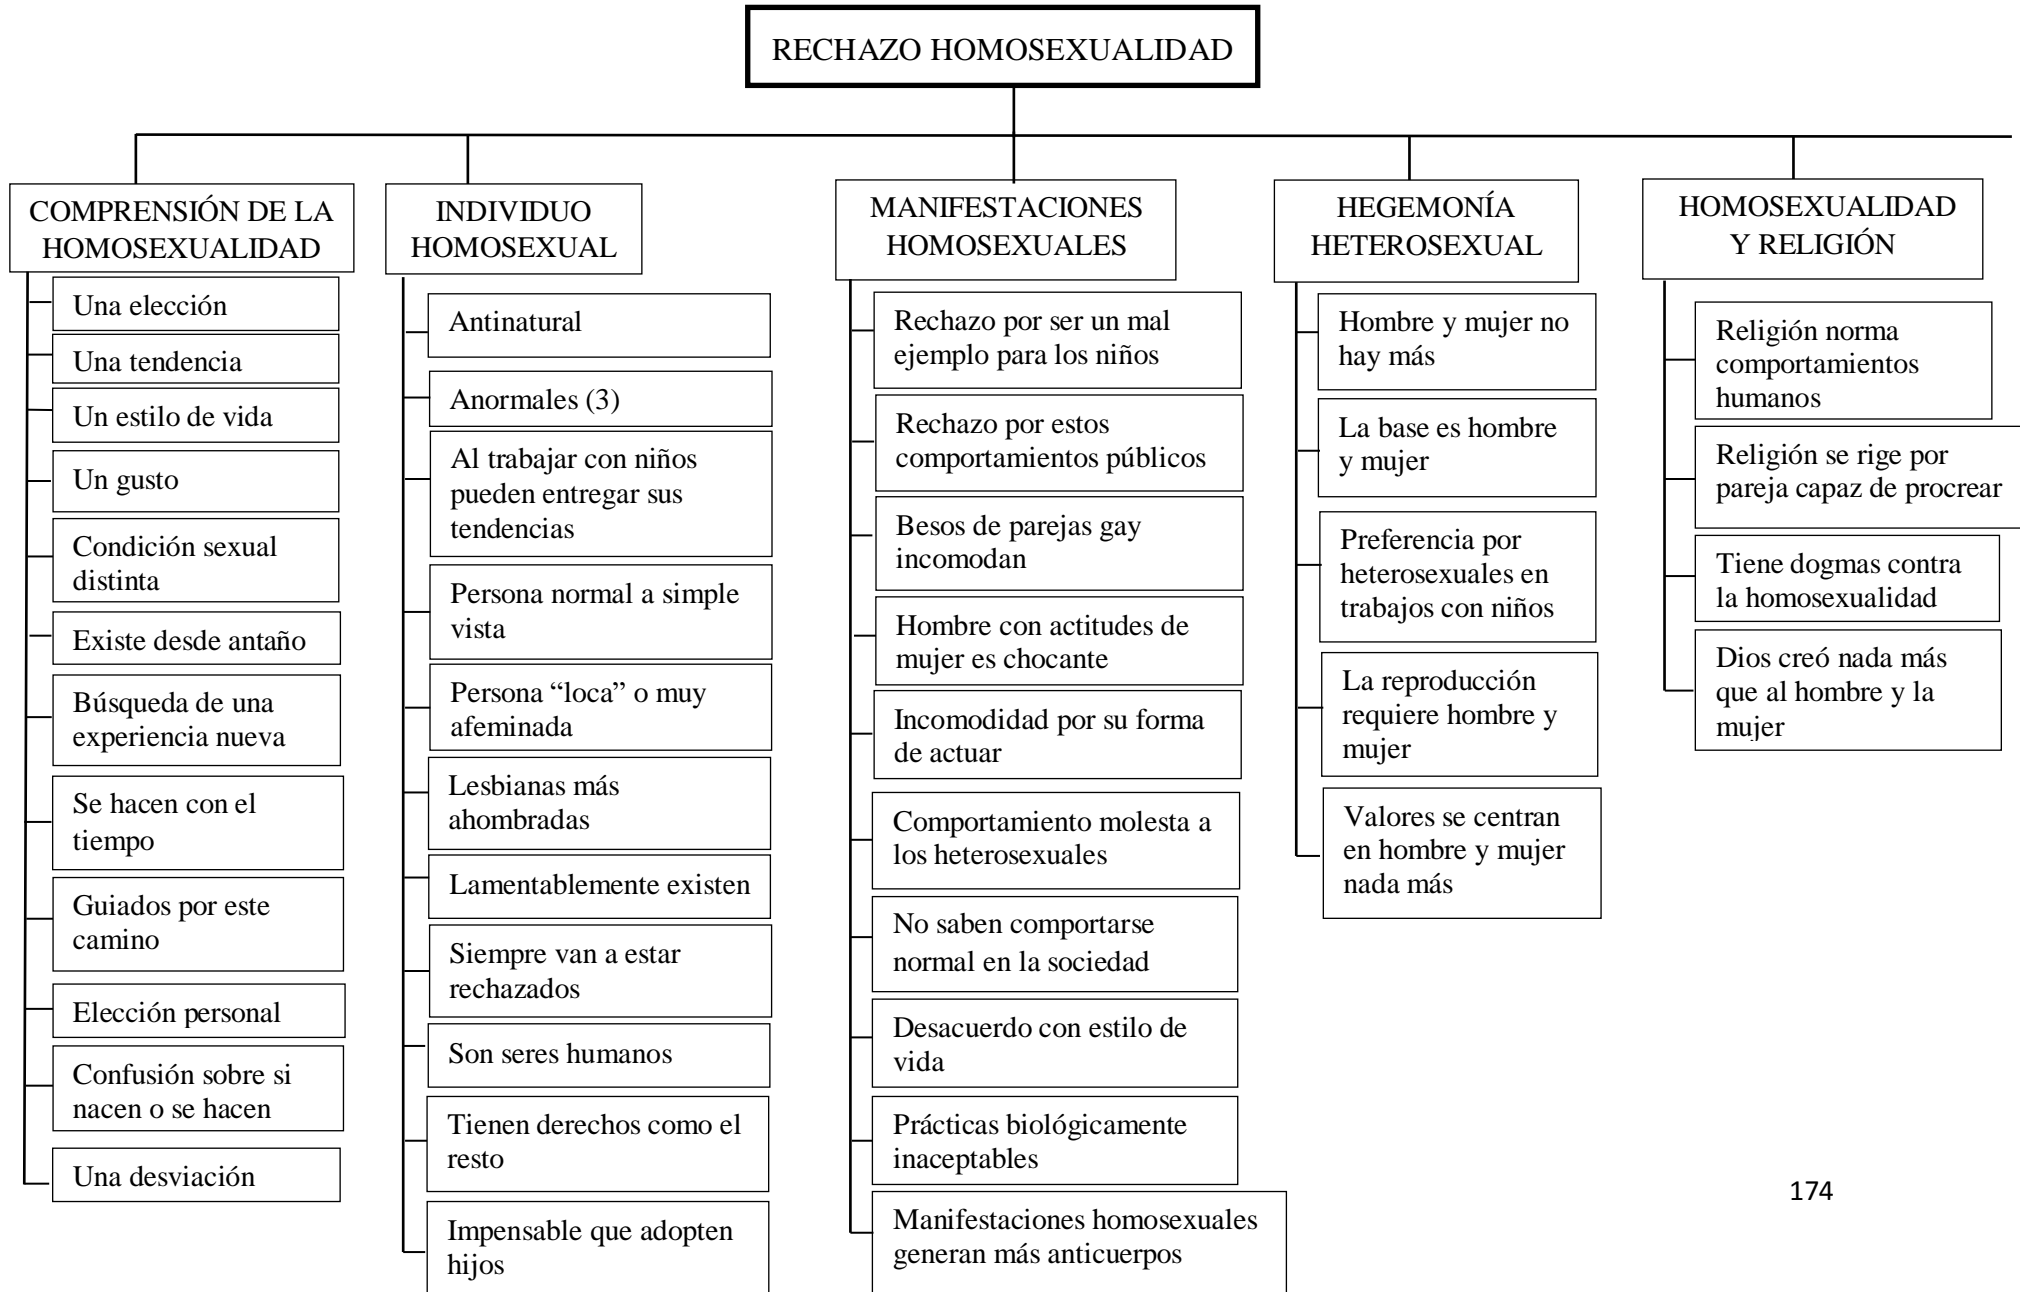 RECHAZO HOMOSEXUALIDAD
COMPRENSIÓN DE LA
HOMOSEXUALIDAD
Una elección
Una tendencia
Un estilo de vida
Un gusto
Condición sexual
distinta
Existe desde antaño
Búsqueda de una
experiencia nueva
Se hacen con el
tiempo
Guiados por este
camino
Elección personal
Confusión sobre si
nacen o se hacen
Una desviación
INDIVIDUO
HOMOSEXUAL
Antinatural
Anormales (3)
Al trabajar con niños
pueden entregar sus
tendencias
Persona normal a simple
vista
Persona “loca” o muy
afeminada
Lesbianas más
ahombradas
Lamentablemente existen
Siempre van a estar
rechazados
Son seres humanos
Tienen derechos como el
resto
Impensable que adopten
hijos
MANIFESTACIONES
HOMOSEXUALES
Rechazo por ser un mal
ejemplo para los niños
Rechazo por estos
comportamientos públicos
Besos de parejas gay
incomodan
Hombre con actitudes de
mujer es chocante
Incomodidad por su forma
de actuar
Comportamiento molesta a
los heterosexuales
No saben comportarse
normal en la sociedad
Desacuerdo con estilo de
vida
Prácticas biológicamente
inaceptables
Manifestaciones homosexuales
generan más anticuerpos
HEGEMONÍA
HETEROSEXUAL
Hombre y mujer no
hay más
La base es hombre
y mujer
Preferencia por
heterosexuales en
trabajos con niños
La reproducción
requiere hombre y
mujer
Valores se centran
en hombre y mujer
nada más
HOMOSEXUALIDAD
Y RELIGIÓN
Religión norma
comportamientos
humanos
Religión se rige por
pareja capaz de procrear
Tiene dogmas contra
la homosexualidad
Dios creó nada más
que al hombre y la
mujer
174